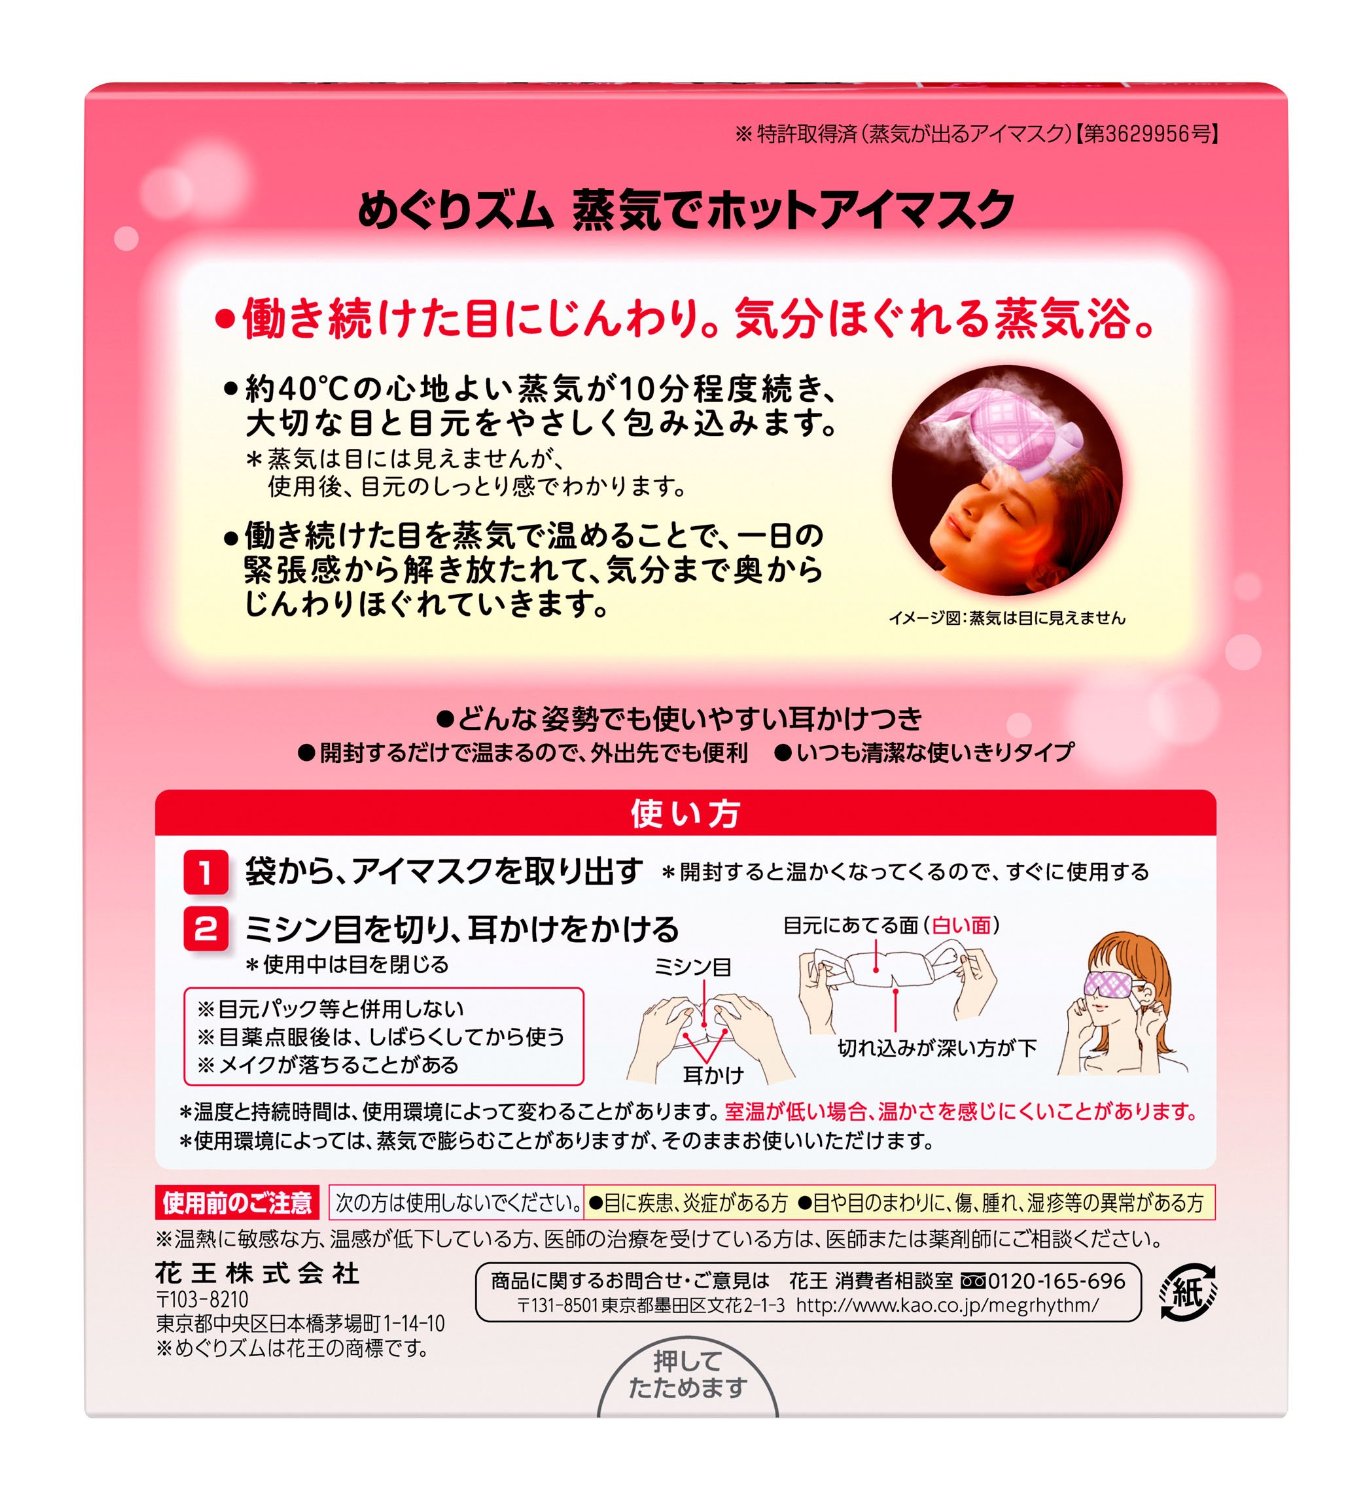 ※特許取得済(蒸気が出るアイマスク)【第3629956号】
めぐりズム 蒸気でホットアイマスク
●働き続けた目にじんわり。気分ほぐれる蒸気浴。
●約40℃の心地よい蒸気が10分程度続き、
大切な目と目元をやさしく包み込みます。
＊蒸気は目には見えませんが、
使用後、目元のしっとり感でわかります。
●働き続けた目を蒸気で温めることで、一日の
緊張感から解き放たれて、気分まで奥から
じんわりほぐれていきます。
イメージ図：蒸気は目に見えません
●どんな姿勢でも使いやすい耳かけつき
●開封するだけで温まるので、外出先でも便利 ●いつも清潔な使いきりタイプ
使い方
1 袋から、アイマスクを取り出す ＊開封すると温かくなってくるので、すぐに使用する
2 ミシン目を切り、耳かけをかける
＊使用中は目を閉じる
※目元パック等と併用しない
※目薬点眼後は、しばらくしてから使う
※メイクが落ちることがある
ミシン目
耳かけ
目元にあてる面(白い面)
切れ込みが深い方が下
＊温度と持続時間は、使用環境によって変わることがあります。室温が低い場合、温かさを感じにくいことがあります。
＊使用環境によっては、蒸気で膨らむことがありますが、そのままお使いいただけます。
使用前のご注意 次の方は使用しないでください。 ●目に疾患、炎症がある方 ●目や目のまわりに、傷、腫れ、湿疹等の異常がある方
※温熱に敏感な方、温感が低下している方、医師の治療を受けている方は、医師または薬剤師にご相談ください。
花王株式会社
〒103-8210
東京都中央区日本橋茅場町1-14-10
※めぐりズムは花王の商標です。
商品に関するお問合せ・ご意見は 花王 消費者相談室 0120-165-696
〒131-8501東京都墨田区文花2-1-3 http://www.kao.co.jp/megrhythm/
紙
押して
たためます